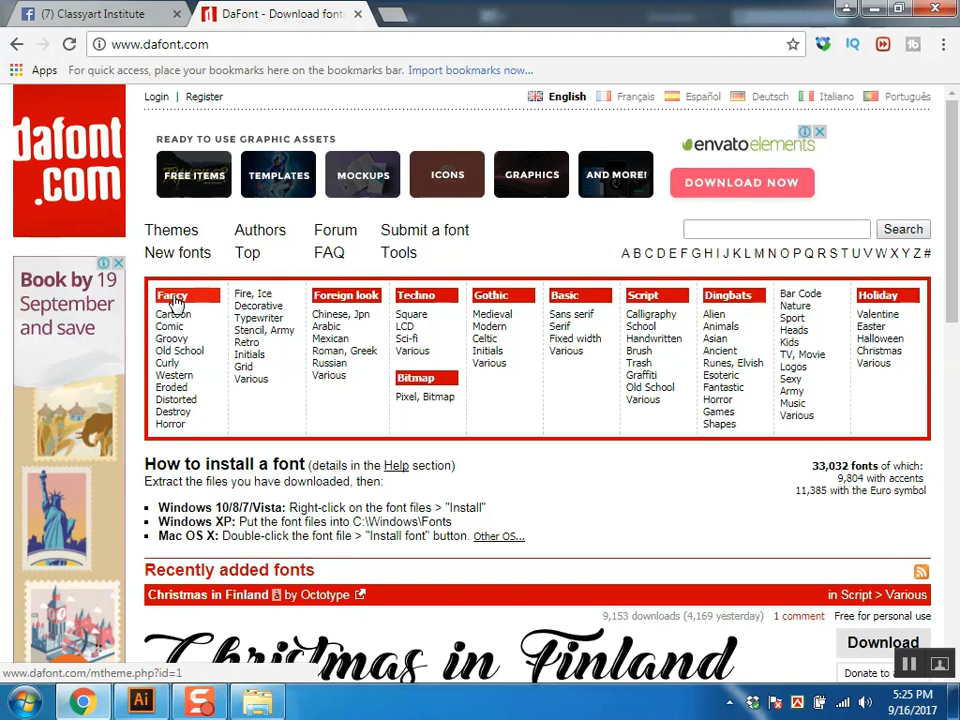 (7) Classyart Institute
DaFont - Download fonts
www.dafont.com
Apps For quick access, place your bookmarks here on the bookmarks bar. Import bookmarks now...
dafont
.com
Login | Register
English Français Español Deutsch Italiano Português
READY TO USE GRAPHIC ASSETS
FREE ITEMS TEMPLATES MOCKUPS ICONS GRAPHICS AND MORE!
envatoelements
DOWNLOAD NOW
Themes Authors Forum Submit a font
Search
New fonts Top FAQ Tools
A B C D E F G H I J K L M N O P Q R S T U V W X Y Z #
Book by 19
September
and save
Fancy
Cartoon
Comic
Groovy
Old School
Curly
Western
Eroded
Distorted
Destroy
Horror
Fire, Ice
Decorative
Typewriter
Stencil, Army
Retro
Initials
Grid
Various
Foreign look
Chinese, Jpn
Arabic
Mexican
Roman, Greek
Russian
Various
Techno
Square
LCD
Sci-fi
Various
Bitmap
Pixel, Bitmap
Gothic
Medieval
Modern
Celtic
Initials
Various
Basic
Sans serif
Serif
Fixed width
Various
Script
Calligraphy
School
Handwritten
Brush
Trash
Graffiti
Old School
Various
Dingbats
Alien
Animals
Asian
Ancient
Runes, Elvish
Esoteric
Fantastic
Horror
Games
Shapes
Bar Code
Nature
Sport
Heads
Kids
TV, Movie
Logos
Sexy
Army
Music
Various
Holiday
Valentine
Easter
Halloween
Christmas
Various
How to install a font (details in the Help section)
Extract the files you have downloaded, then:
Windows 10/8/7/Vista: Right-click on the font files > "Install"
Windows XP: Put the font files into C:\Windows\Fonts
Mac OS X: Double-click the font file > "Install font" button. Other OS...
33,032 fonts of which:
9,804 with accents
11,385 with the Euro symbol
Recently added fonts
Christmas in Finland à by Octotype in Script > Various
9,153 downloads (4,169 yesterday) 1 comment Free for personal use
Christmas in Finland
Download
Donate to
www.dafont.com/mtheme.php?id=1
Ai
5:25 PM
9/16/2017